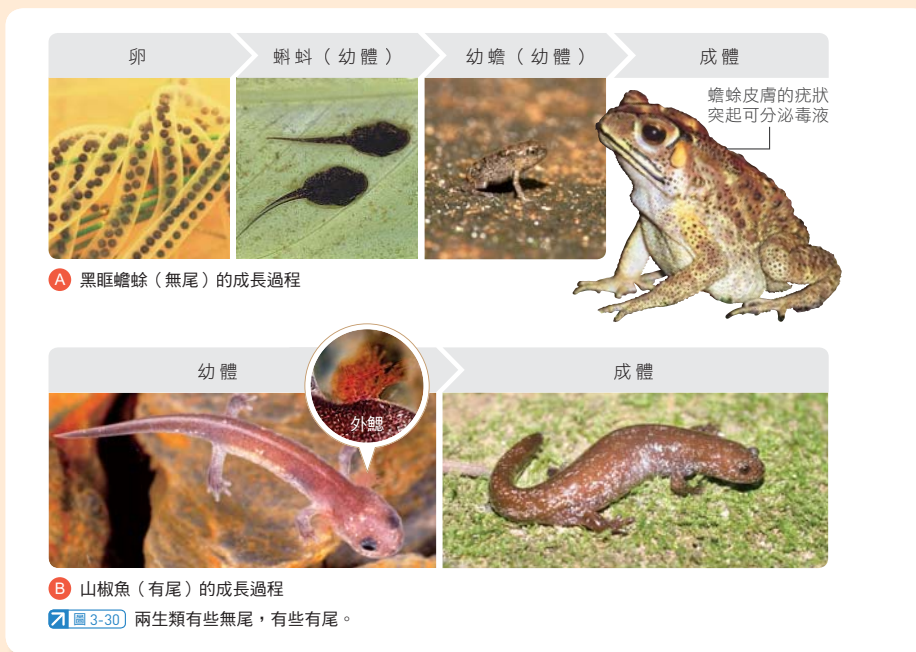 卵
蝌蚪(幼體)
幼蟾(幼體)
成體
蟾蜍皮膚的疣狀
突起可分泌毒液
A 黑眶蟾蜍(無尾)的成長過程
幼體
外鰓
成體
B 山椒魚(有尾)的成長過程
圖 3-30 兩生類有些無尾,有些有尾。